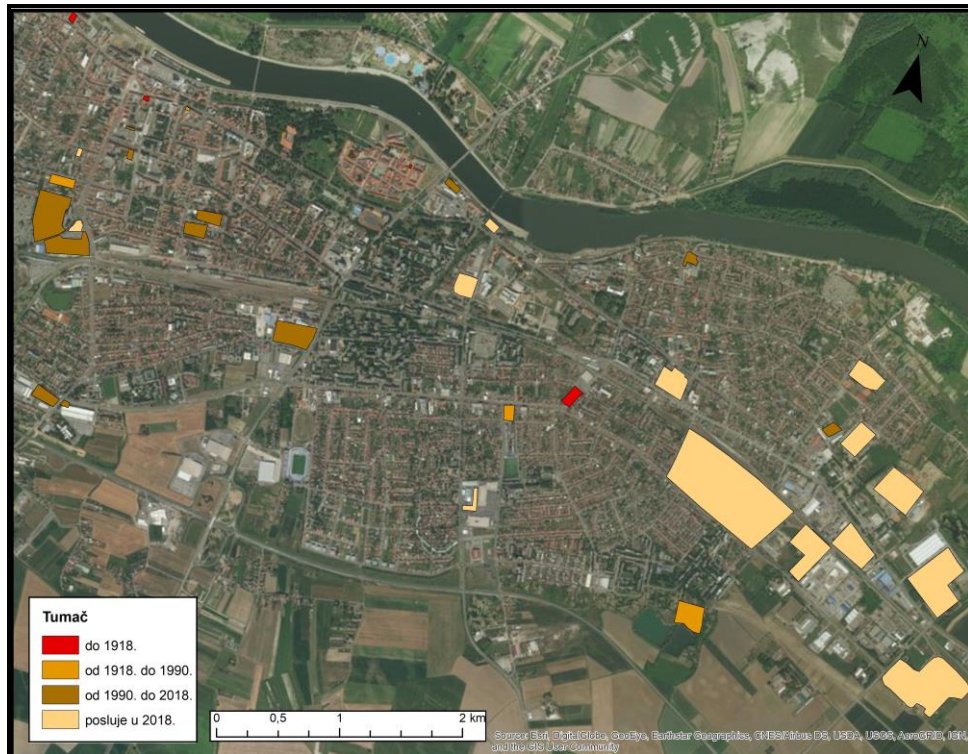 N
Tumač
do 1918.
od 1918. do 1990.
od 1990. do 2018.
posluje u 2018.
0 0,5 1 2 km
Source: Esri, DigitalGlobe, GeoEye, Earthstar Geographics, CNES/Airbus DS, USDA, USGS, AeroGRID, IGN,
and the GIS User Community